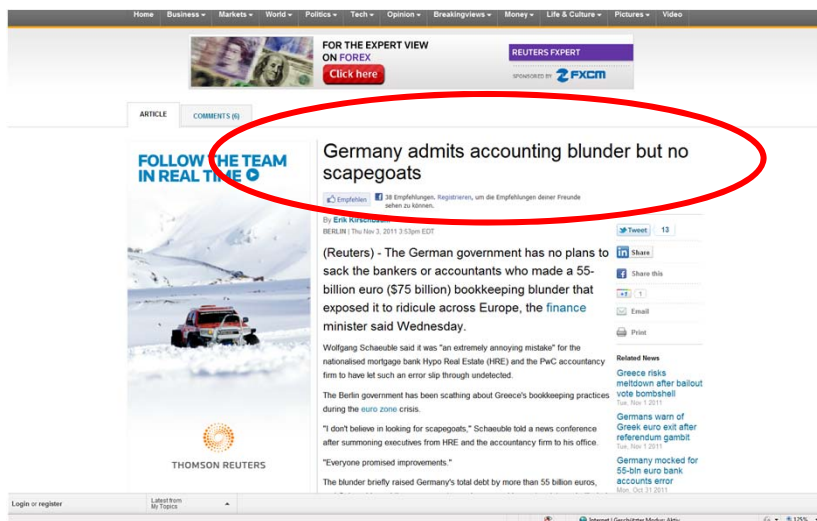 Home Business Markets World Politics Tech Opinion Breakingviews Money Life & Culture Pictures Video
FOR THE EXPERT VIEW
ON FOREX
Click here
REUTERS FXPERT
SPONSORED BY FXCM
ARTICLE COMMENTS (6)
FOLLOW THE TEAM
IN REAL TIME
THOMSON REUTERS
Germany admits accounting blunder but no
scapegoats
Empfehlen 38 Empfehlungen. Registrieren, um die Empfehlungen deiner Freunde
sehen zu können.
By Erik Kirschbaum
BERLIN | Thu Nov 3, 2011 3:53pm EDT
(Reuters) - The German government has no plans to
sack the bankers or accountants who made a 55-
billion euro ($75 billion) bookkeeping blunder that
exposed it to ridicule across Europe, the finance
minister said Wednesday.
Wolfgang Schaeuble said it was "an extremely annoying mistake" for the
nationalised mortgage bank Hypo Real Estate (HRE) and the PwC accountancy
firm to have let such an error slip through undetected.
The Berlin government has been scathing about Greece's bookkeeping practices
during the euro zone crisis.
"I don't believe in looking for scapegoats," Schaeuble told a news conference
after summoning executives from HRE and the accountancy firm to his office.
"Everyone promised improvements."
The blunder briefly raised Germany's total debt by more than 55 billion euros,
Tweet 13
Share
Share this
+1 1
Email
Print
Related News
Greece risks
meltdown after bailout
vote bombshell
Tue, Nov 1 2011
Germans warn of
Greek euro exit after
referendum gambit
Tue, Nov 1 2011
Germany mocked for
55-bln euro bank
accounts error
Mon, Oct 31 2011
Login or register
Latest from
My Topics
Internet | Geschützter Modus: Aktiv
125%